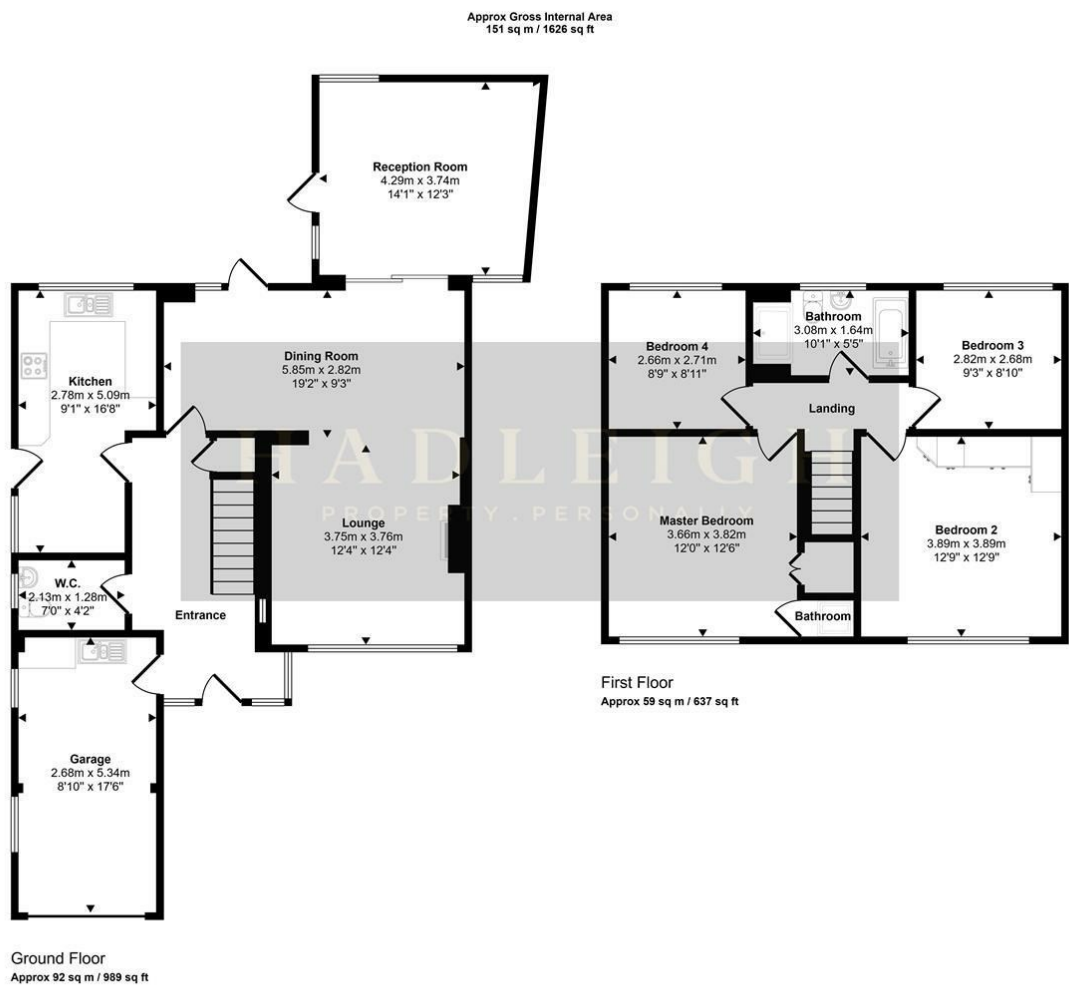 Approx Gross Internal Area
151 sq m / 1626 sq ft
Reception Room
4.29m x 3.74m
14'1" x 12'3"
Kitchen
2.78m x 5.09m
9'1" x 16'8"
Dining Room
5.85m x 2.82m
19'2" x 9'3"
Lounge
3.75m x 3.76m
12'4" x 12'4"
W.C.
2.13m x 1.28m
7'0" x 4'2"
Entrance
Garage
2.68m x 5.34m
8'10" x 17'6"
Ground Floor
Approx 92 sq m / 989 sq ft
Bedroom 4
2.66m x 2.71m
8'9" x 8'11"
Bathroom
3.08m x 1.64m
10'1" x 5'5"
Bedroom 3
2.82m x 2.68m
9'3" x 8'10"
Landing
Master Bedroom
3.66m x 3.82m
12'0" x 12'6"
Bedroom 2
3.89m x 3.89m
12'9" x 12'9"
Bathroom
First Floor
Approx 59 sq m / 637 sq ft
HADLEIGH
PROPERTY . PERSONALLY